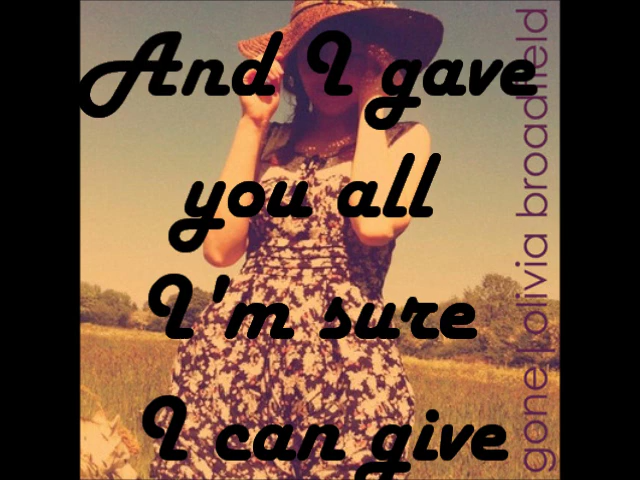 And I gave
you all
I'm sure
I can give
gone | olivia broadfield